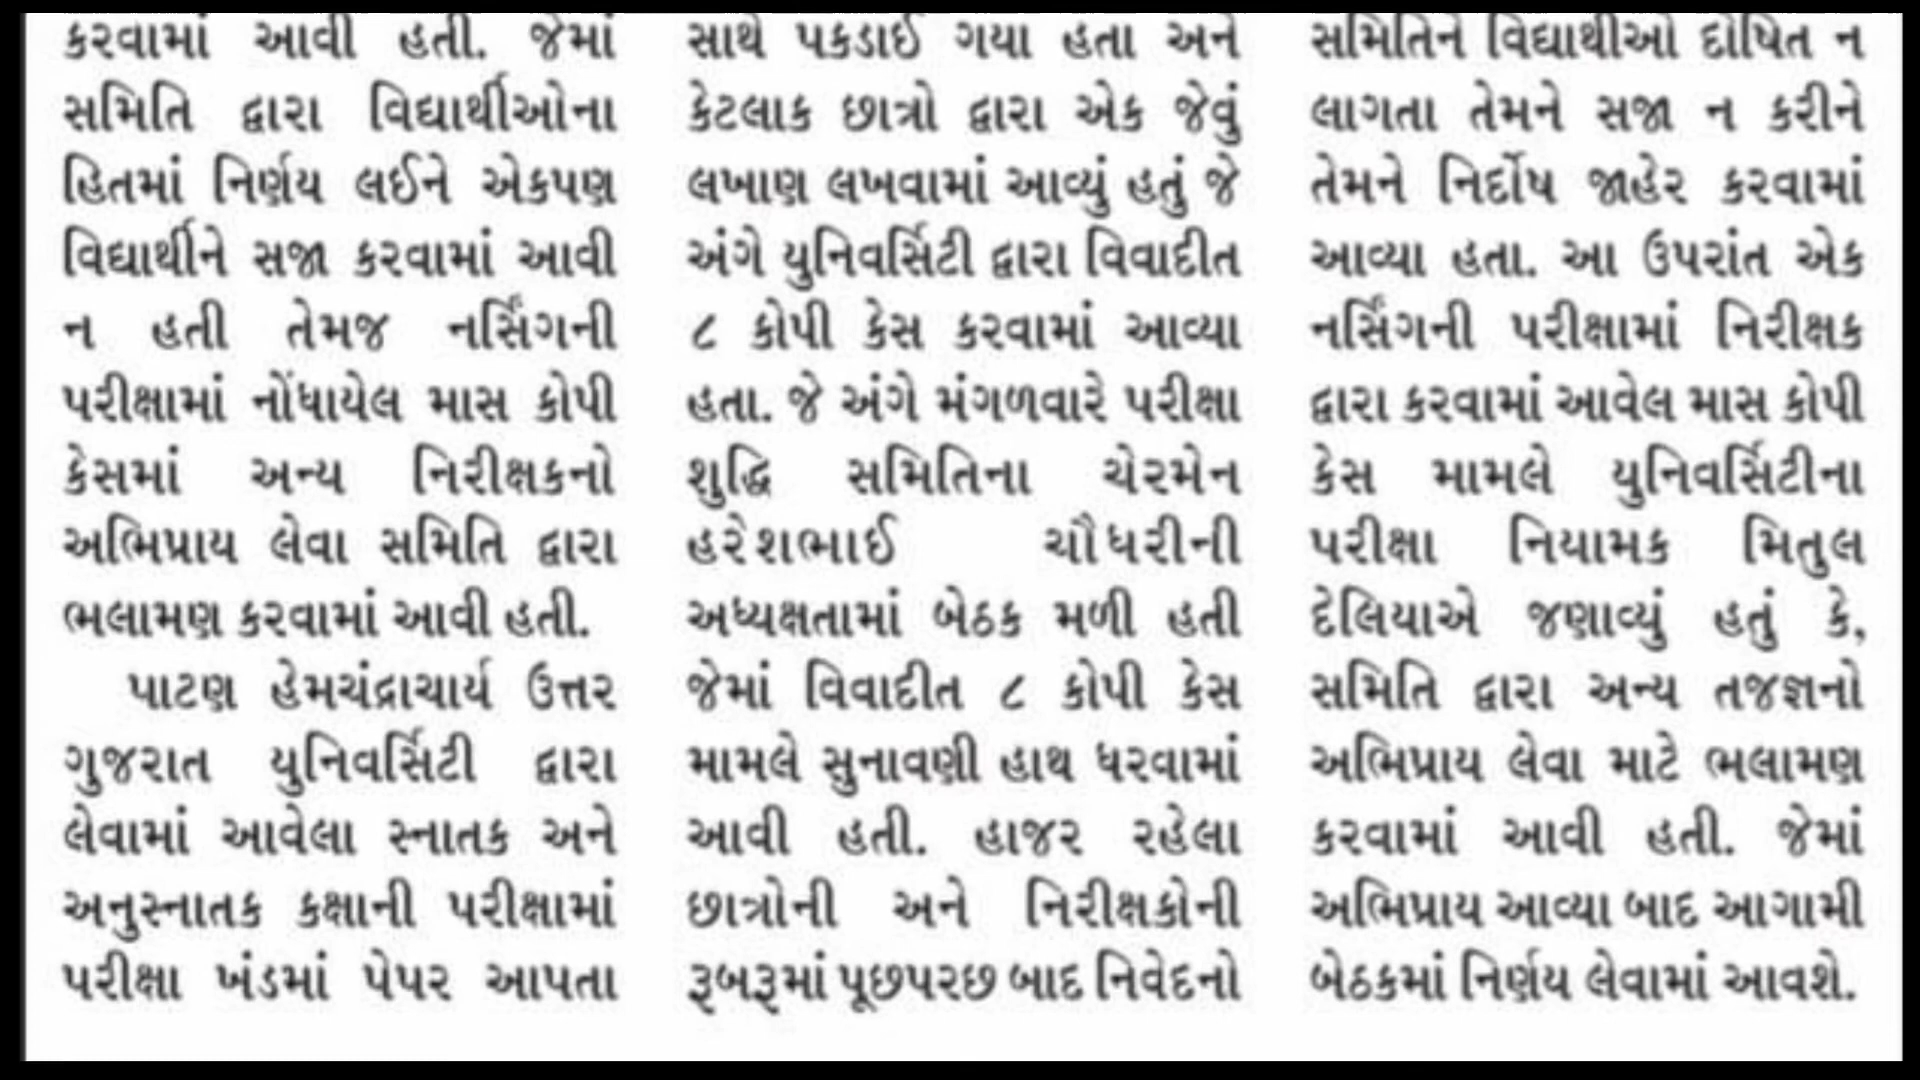 કરવામાં આવી હતી. જેમાં
સમિતિ દ્વારા વિદ્યાર્થીઓના
હિતમાં નિર્ણય લઈને એકપણ
વિદ્યાર્થીને સજા કરવામાં આવી
ન હતી તેમજ નર્સિંગની
પરીક્ષામાં નોંધાયેલ માસ કોપી
કેસમાં અન્ય નિરીક્ષકનો
અભિપ્રાય લેવા સમિતિ દ્વારા
ભલામણ કરવામાં આવી હતી.
પાટણ હેમચંદ્રાચાર્ય ઉત્તર
ગુજરાત યુનિવર્સિટી દ્વારા
લેવામાં આવેલા સ્નાતક અને
અનુસ્નાતક કક્ષાની પરીક્ષામાં
પરીક્ષા ખંડમાં પેપર આપતા
સાથે પકડાઈ ગયા હતા અને
કેટલાક છાત્રો દ્વારા એક જેવું
લખાણ લખવામાં આવ્યું હતું જે
અંગે યુનિવર્સિટી દ્વારા વિવાદીત
૮ કોપી કેસ કરવામાં આવ્યા
હતા. જે અંગે મંગળવારે પરીક્ષા
શુદ્ધિ સમિતિના ચેરમેન
હરેશભાઈ ચૌધરીની
અધ્યક્ષતામાં બેઠક મળી હતી
જેમાં વિવાદીત ૮ કોપી કેસ
મામલે સુનાવણી હાથ ધરવામાં
આવી હતી. હાજર રહેલા
છાત્રોની અને નિરીક્ષકોની
રૂબરૂમાં પૂછપરછ બાદ નિવેદનો
સમિતિને વિદ્યાર્થીઓ દોષિત ન
લાગતા તેમને સજા ન કરીને
તેમને નિર્દોષ જાહેર કરવામાં
આવ્યા હતા. આ ઉપરાંત એક
નર્સિંગની પરીક્ષામાં નિરીક્ષક
દ્વારા કરવામાં આવેલ માસ કોપી
કેસ મામલે યુનિવર્સિટીના
પરીક્ષા નિયામક મિતુલ
દેલિયાએ જણાવ્યું હતું કે,
સમિતિ દ્વારા અન્ય તજજ્ઞનો
અભિપ્રાય લેવા માટે ભલામણ
કરવામાં આવી હતી. જેમાં
અભિપ્રાય આવ્યા બાદ આગામી
બેઠકમાં નિર્ણય લેવામાં આવશે.